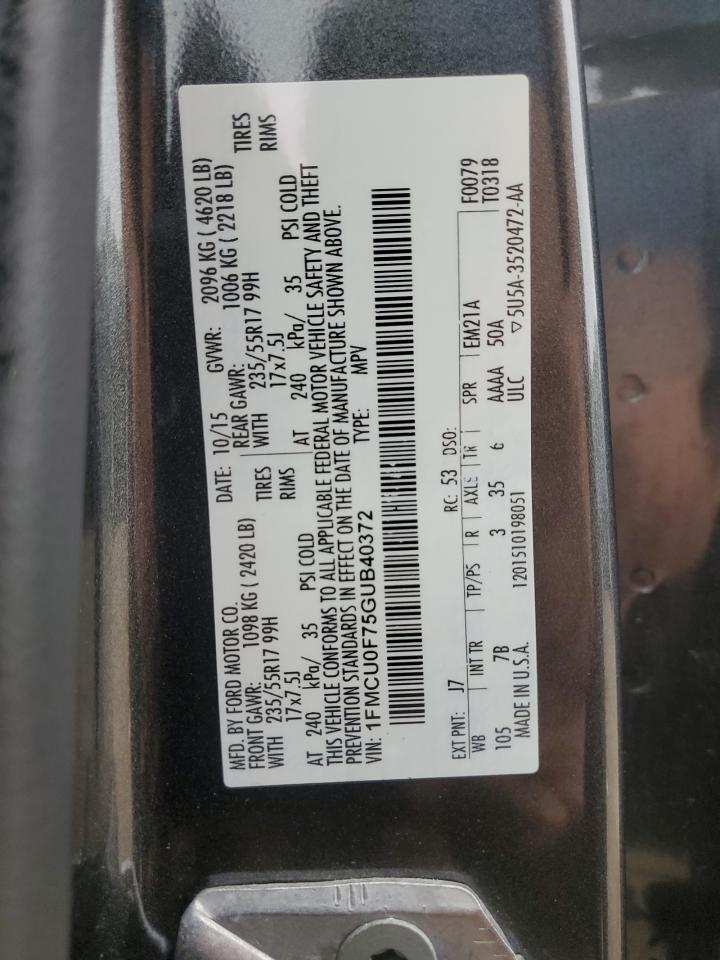 MFD. BY FORD MOTOR CO.
DATE: 10/15 GVWR: 2096 KG ( 4620 LB)
FRONT GAWR: 1098 KG ( 2420 LB) REAR GAWR: 1006 KG ( 2218 LB)
WITH 235/55R17 99H TIRES WITH 235/55R17 99H TIRES
17x7.5J RIMS 17x7.5J RIMS
AT 240 kPa/ 35 PSI COLD AT 240 kPa/ 35 PSI COLD
THIS VEHICLE CONFORMS TO ALL APPLICABLE FEDERAL MOTOR VEHICLE SAFETY AND THEFT
PREVENTION STANDARDS IN EFFECT ON THE DATE OF MANUFACTURE SHOWN ABOVE.
VIN: 1FMCU0F75GUB40372 TYPE: MPV
EXT PNT: J7 RC: 53 DSO: F0079
WB INT TR TP/PS R AXLE TR SPR EM21A T0318
105 7B 3 35 6 AAAA 50A
MADE IN U.S.A. 1201510198051 ULC ▽5U5A-3520472-AA